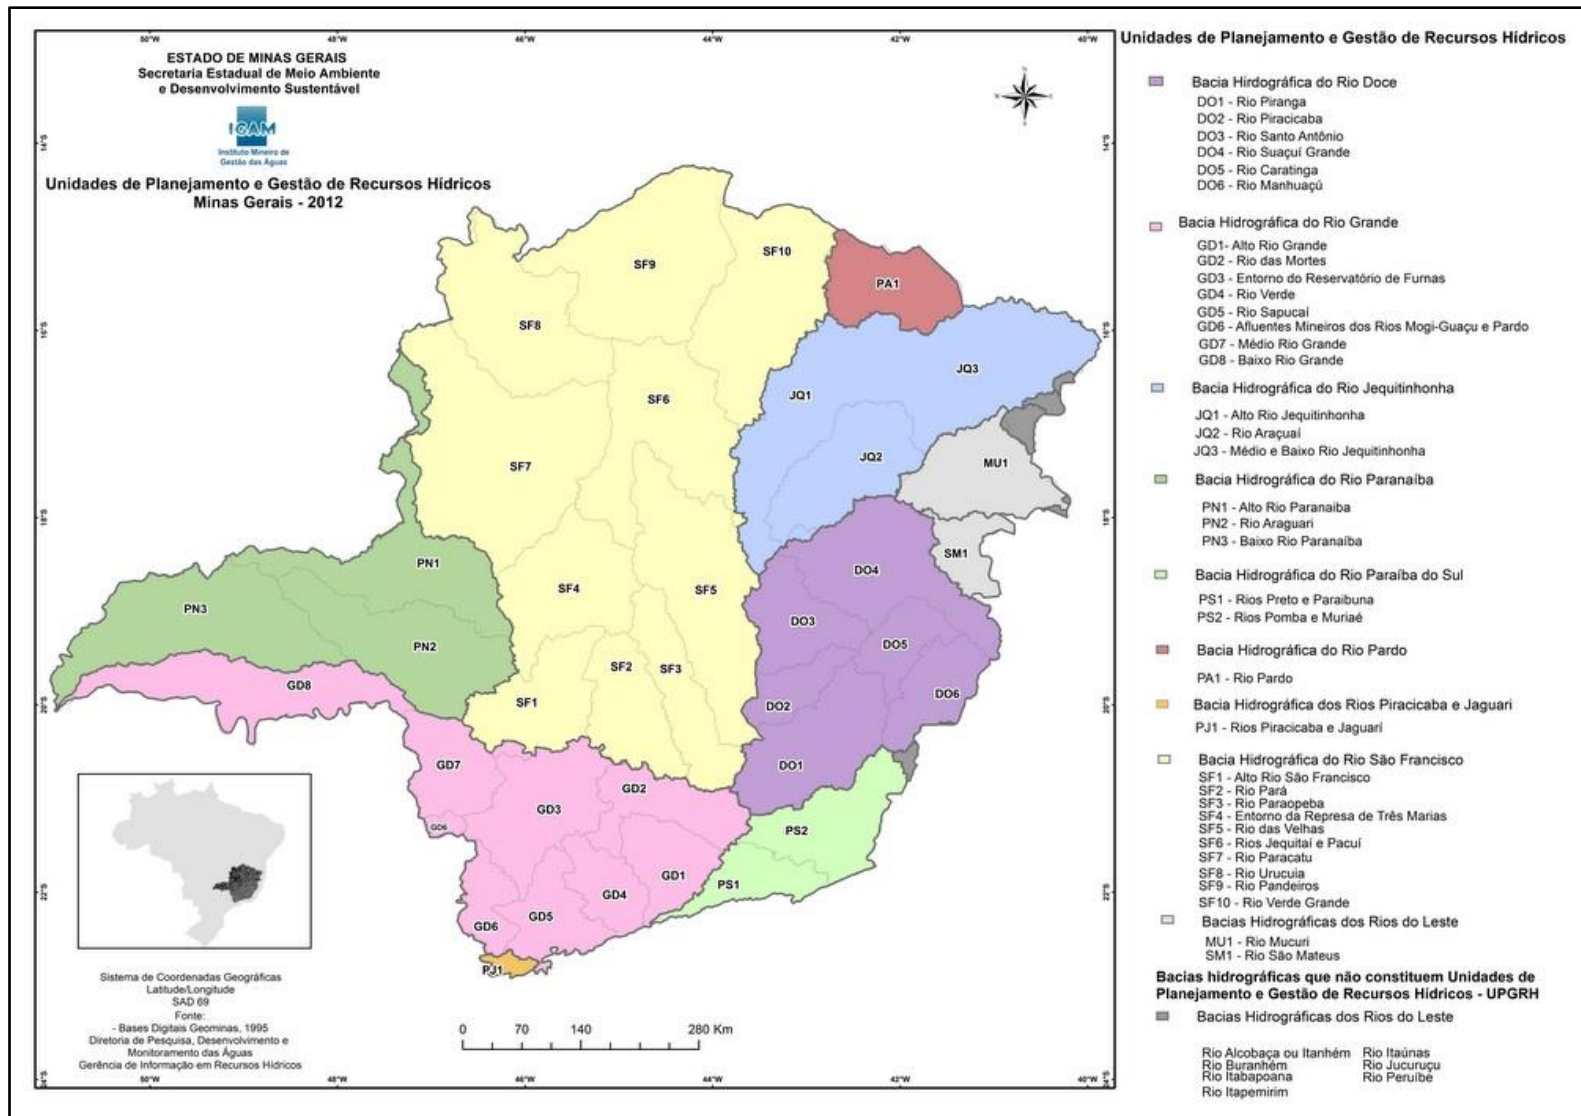 50°W 48°W 46°W 44°W 42°W 40°W
ESTADO DE MINAS GERAIS
Secretaria Estadual de Meio Ambiente
e Desenvolvimento Sustentável
IGAM
Instituto Mineiro de
Gestão das Águas
Unidades de Planejamento e Gestão de Recursos Hídricos
Minas Gerais - 2012
14°S
14°S
16°S
16°S
18°S
18°S
20°S
20°S
22°S
22°S
SF10
SF9
PA1
SF8
JQ3
JQ1
SF6
JQ2
MU1
SF7
SM1
PN1
DO4
SF4
SF5
PN3
DO3
PN2
DO5
SF2
SF3
GD8
DO6
SF1
DO2
GD7
DO1
GD2
GD3
GD6
PS2
GD1
PS1
GD4
GD5
GD6
PJ1
Sistema de Coordenadas Geográficas
Latitude/Longitude
SAD 69
Fonte:
- Bases Digitais Geominas, 1995
Diretoria de Pesquisa, Desenvolvimento e
Monitoramento das Águas
Gerência de Informação em Recursos Hídricos
0 70 140 280 Km
24°S
24°S
50°W 48°W 46°W 44°W 42°W 40°W
Unidades de Planejamento e Gestão de Recursos Hídricos
Bacia Hirdográfica do Rio Doce
DO1 - Rio Piranga
DO2 - Rio Piracicaba
DO3 - Rio Santo Antônio
DO4 - Rio Suaçuí Grande
DO5 - Rio Caratinga
DO6 - Rio Manhuaçú
Bacia Hidrográfica do Rio Grande
GD1- Alto Rio Grande
GD2 - Rio das Mortes
GD3 - Entorno do Reservatório de Furnas
GD4 - Rio Verde
GD5 - Rio Sapucaí
GD6 - Afluentes Mineiros dos Rios Mogi-Guaçu e Pardo
GD7 - Médio Rio Grande
GD8 - Baixo Rio Grande
Bacia Hidrográfica do Rio Jequitinhonha
JQ1 - Alto Rio Jequitinhonha
JQ2 - Rio Araçuaí
JQ3 - Médio e Baixo Rio Jequitinhonha
Bacia Hidrográfica do Rio Paranaíba
PN1 - Alto Rio Paranaiba
PN2 - Rio Araguari
PN3 - Baixo Rio Paranaíba
Bacia Hidrográfica do Rio Paraíba do Sul
PS1 - Rios Preto e Paraibuna
PS2 - Rios Pomba e Muriaé
Bacia Hidrográfica do Rio Pardo
PA1 - Rio Pardo
Bacia Hidrográfica dos Rios Piracicaba e Jaguari
PJ1 - Rios Piracicaba e Jaguarí
Bacia Hidrográfica do Rio São Francisco
SF1 - Alto Rio São Francisco
SF2 - Rio Pará
SF3 - Rio Paraopeba
SF4 - Entorno da Represa de Três Marias
SF5 - Rio das Velhas
SF6 - Rios Jequitaí e Pacuí
SF7 - Rio Paracatu
SF8 - Rio Urucuia
SF9 - Rio Pandeiros
SF10 - Rio Verde Grande
Bacias Hidrográficas dos Rios do Leste
MU1 - Rio Mucuri
SM1 - Rio São Mateus
Bacias hidrográficas que não constituem Unidades de
Planejamento e Gestão de Recursos Hídricos - UPGRH
Bacias Hidrográficas dos Rios do Leste
Rio Alcobaça ou Itanhém Rio Itaúnas
Rio Buranhém Rio Jucuruçu
Rio Itabapoana Rio Peruíbe
Rio Itapemirim